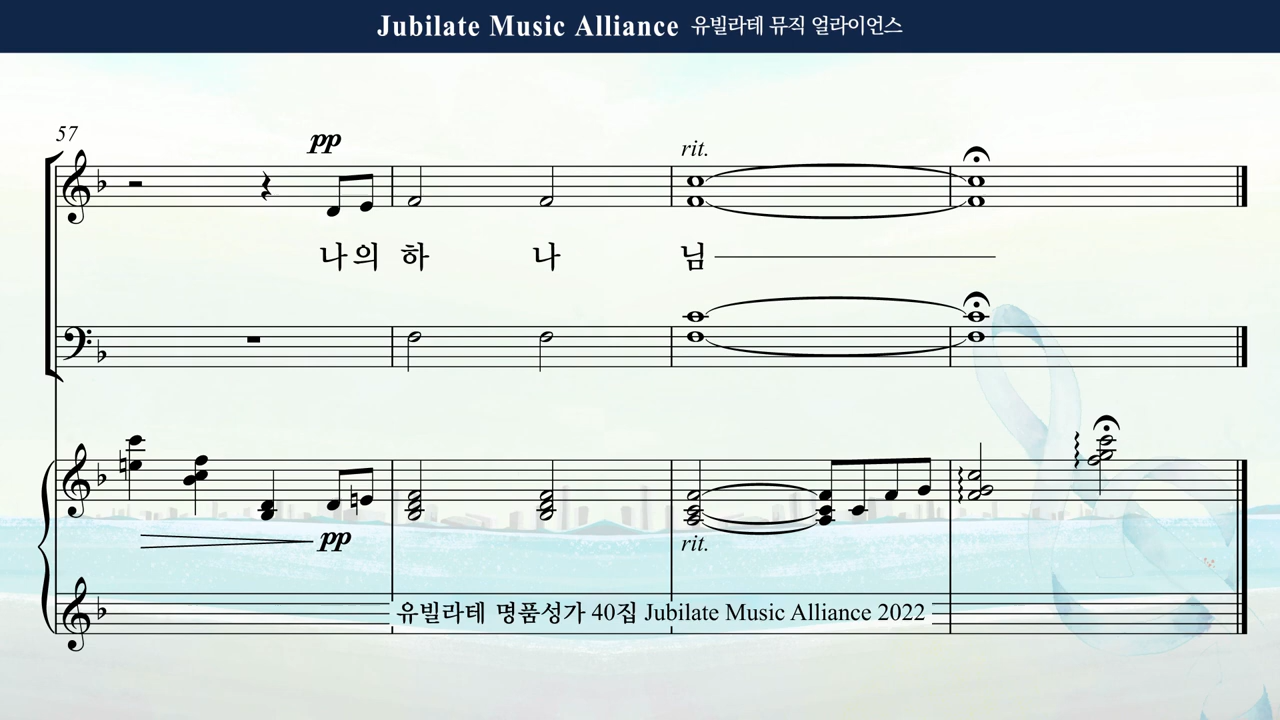 Jubilate Music Alliance 유빌라테 뮤직 얼라이언스
57
pp
rit.
나의 하 나 님
pp
rit.
유빌라테 명품성가 40집 Jubilate Music Alliance 2022